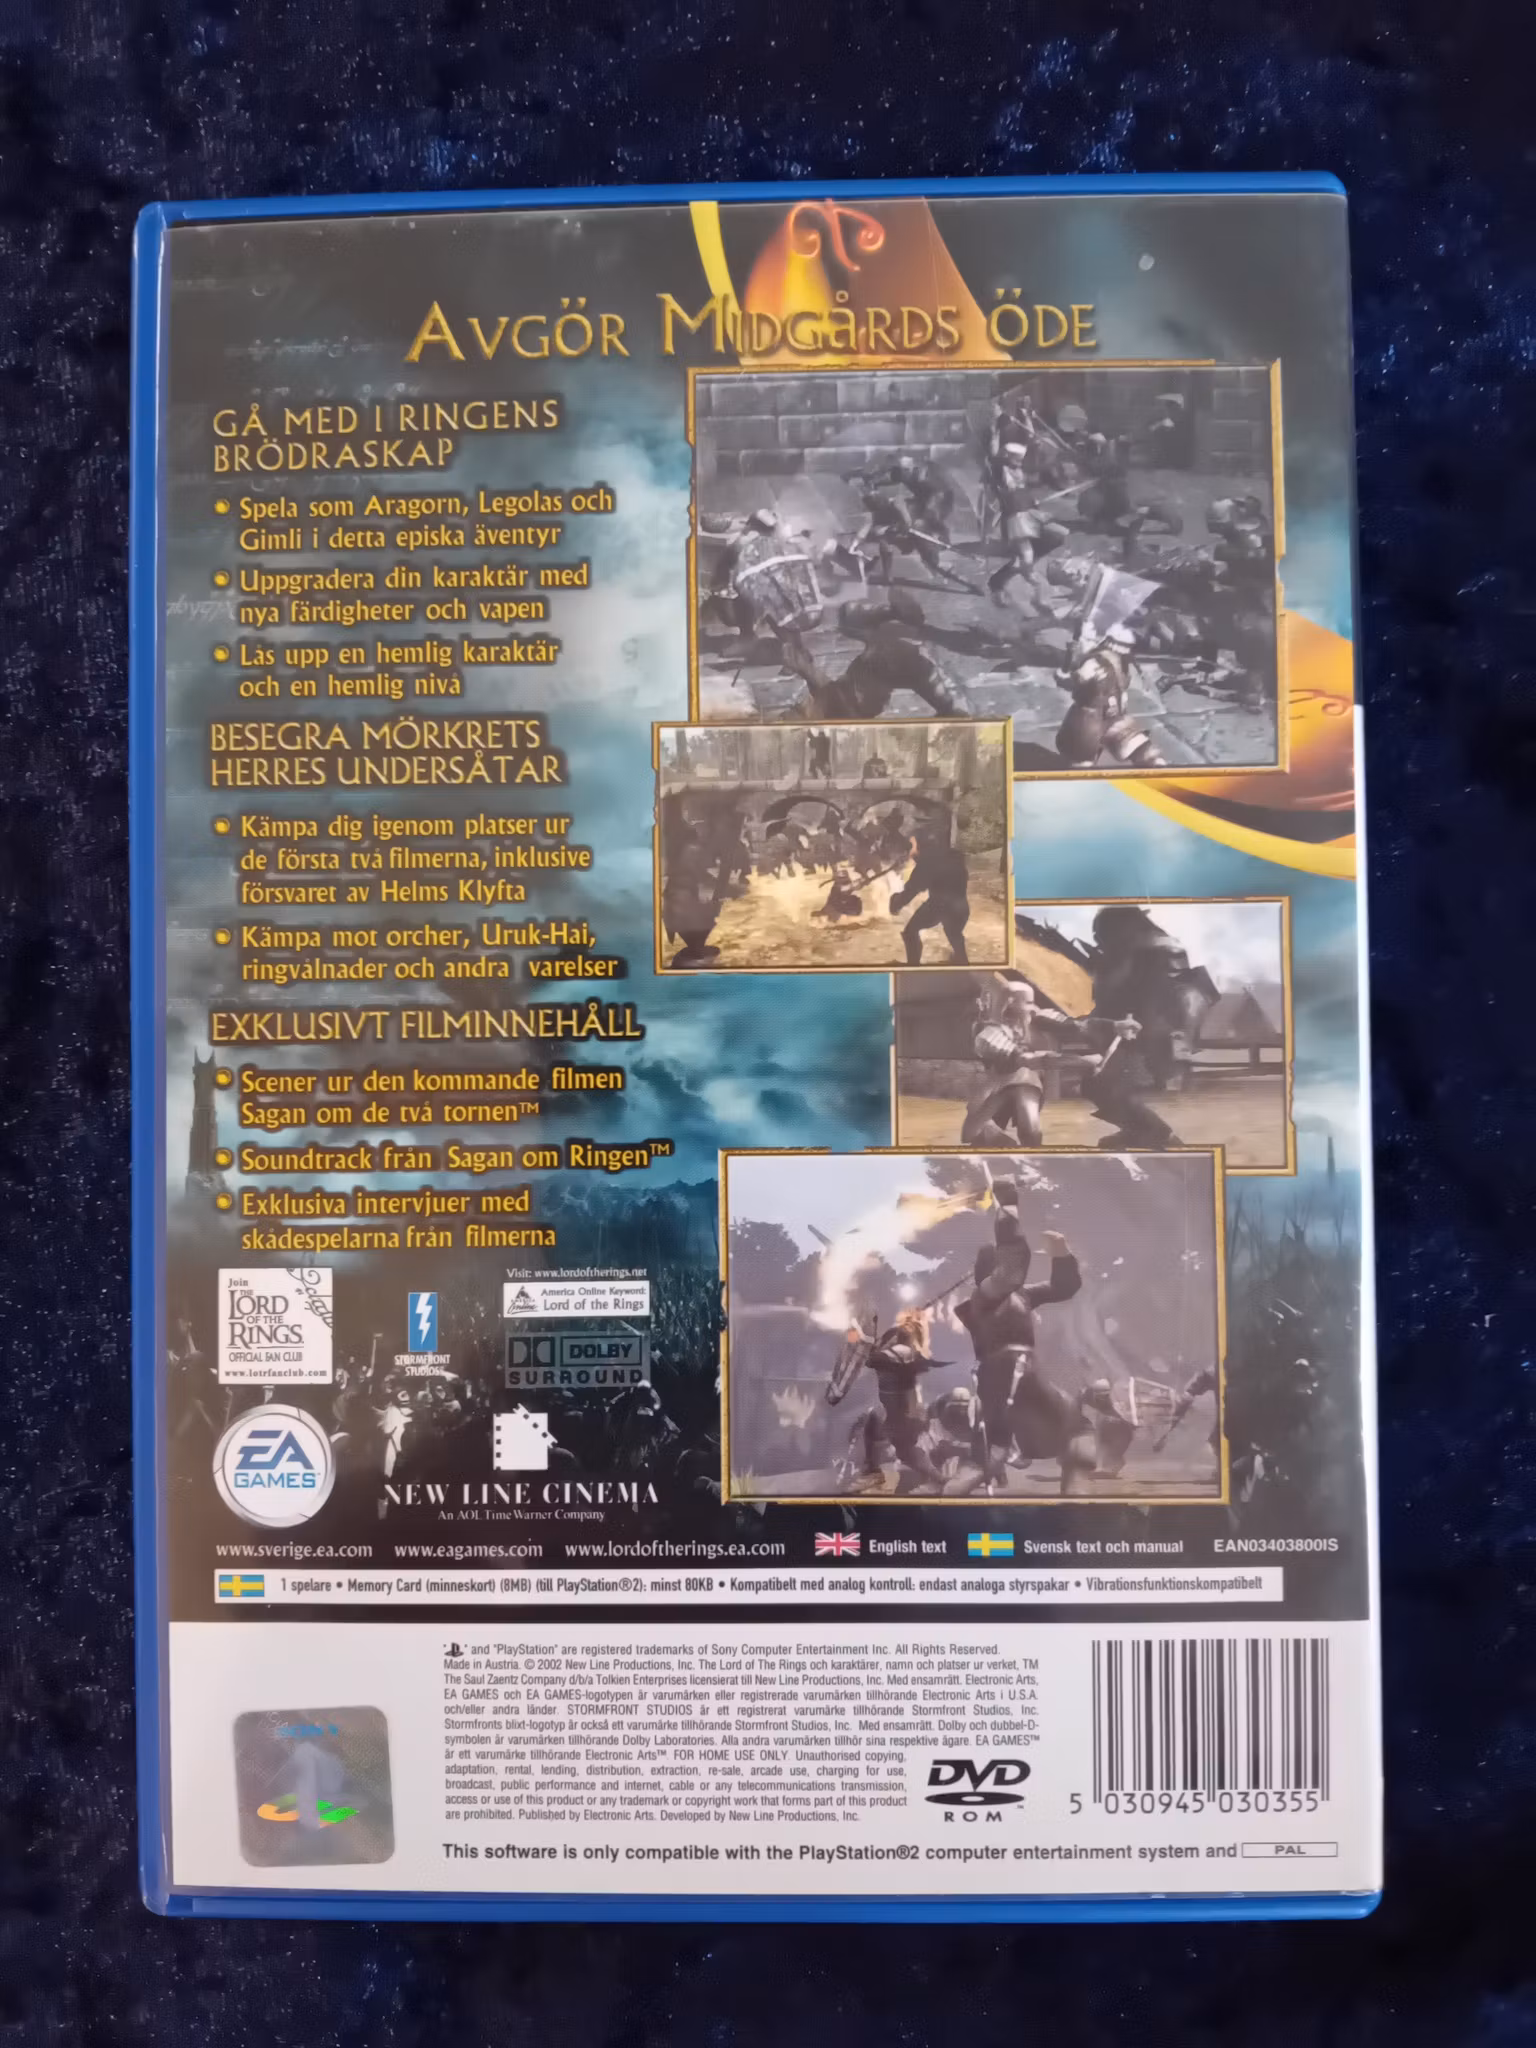 AVGÖR MIDGÅRDS ÖDE
GÅ MED I RINGENS
BRÖDRASKAP
• Spela som Aragorn, Legolas och
Gimli i detta episka äventyr
• Uppgradera din karaktär med
nya färdigheter och vapen
• Lås upp en hemlig karaktär
och en hemlig nivå
BESEGRA MÖRKRETS
HERRES UNDERSÅTAR
• Kämpa dig igenom platser ur
de första två filmerna, inklusive
försvaret av Helms Klyfta
• Kämpa mot orcher, Uruk-Hai,
ringvålnader och andra varelser
EXKLUSIVT FILMINNEHÅLL
• Scener ur den kommande filmen
Sagan om de två tornen™
• Soundtrack från Sagan om Ringen™
• Exklusiva intervjuer med
skådespelarna från filmerna
Join
THE
LORD
OF THE
RINGS
OFFICIAL FAN CLUB
www.lotrfanclub.com
STORMFRONT
STUDIOS
Visit: www.lordoftherings.net
America Online Keyword:
Lord of the Rings
DOLBY
SURROUND
EA
GAMES™
NEW LINE CINEMA
An AOL Time Warner Company
www.sverige.ea.com www.eagames.com www.lordoftherings.ea.com English text Svensk text och manual EAN03403800IS
1 spelare • Memory Card (minneskort) (8MB) (till PlayStation®2): minst 80KB • Kompatibelt med analog kontroll: endast analoga styrspakar • Vibrationsfunktionskompatibelt
" " and "PlayStation" are registered trademarks of Sony Computer Entertainment Inc. All Rights Reserved.
Made in Austria. © 2002 New Line Productions, Inc. The Lord of The Rings och karaktärer, namn och platser ur verket, TM
The Saul Zaentz Company d/b/a Tolkien Enterprises licensierat till New Line Productions, Inc. Med ensamrätt. Electronic Arts,
EA GAMES och EA GAMES-logotypen är varumärken eller registrerade varumärken tillhörande Electronic Arts i U.S.A.
och/eller andra länder. STORMFRONT STUDIOS är ett registrerat varumärke tillhörande Stormfront Studios, Inc.
Stormfronts blixt-logotyp är också ett varumärke tillhörande Stormfront Studios, Inc. Med ensamrätt. Dolby och dubbel-D-
symbolen är varumärken tillhörande Dolby Laboratories. Alla andra varumärken tillhör sina respektive ägare. EA GAMES™
är ett varumärke tillhörande Electronic Arts™. FOR HOME USE ONLY. Unauthorised copying,
adaptation, rental, lending, distribution, extraction, re-sale, arcade use, charging for use,
broadcast, public performance and internet, cable or any telecommunications transmission,
access or use of this product or any trademark or copyright work that forms part of this product
are prohibited. Published by Electronic Arts. Developed by New Line Productions, Inc.
DVD
ROM
5 030945 030355
This software is only compatible with the PlayStation®2 computer entertainment system and PAL